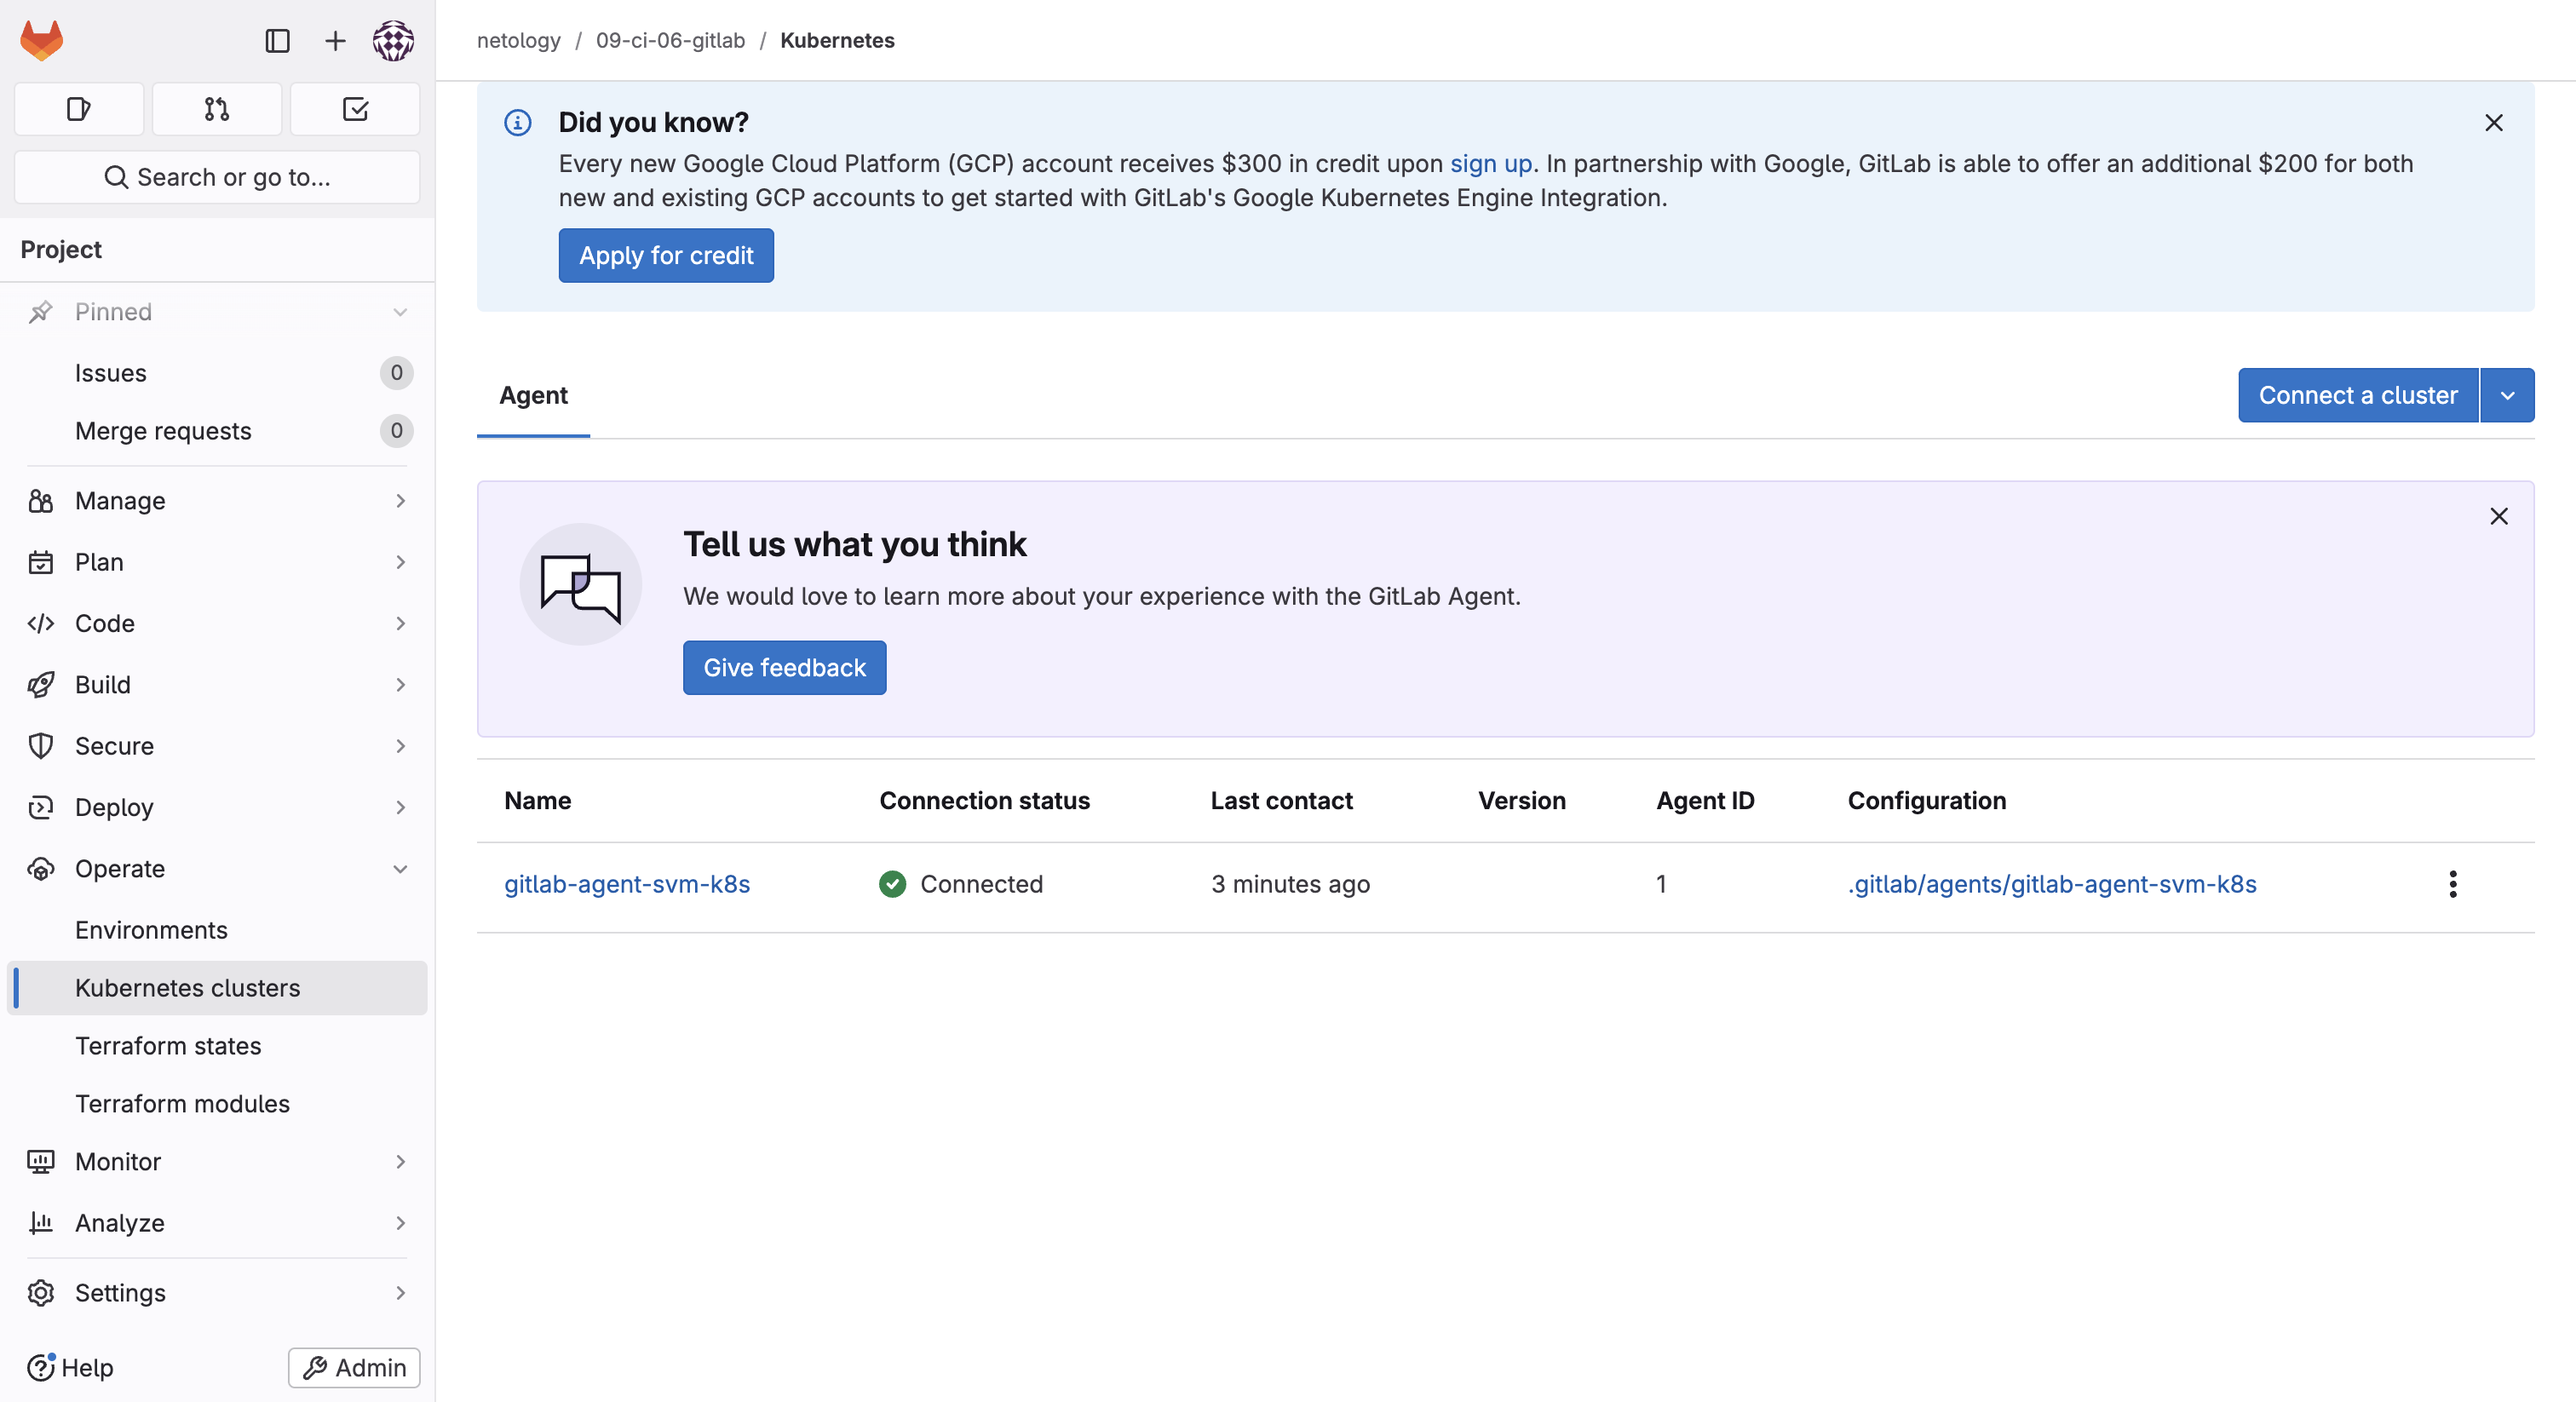 netology / 09-ci-06-gitlab / Kubernetes
Search or go to...
Project
Pinned
Issues 0
Merge requests 0
Manage
Plan
Code
Build
Secure
Deploy
Operate
Environments
Kubernetes clusters
Terraform states
Terraform modules
Monitor
Analyze
Settings
Help
Admin
Did you know?
Every new Google Cloud Platform (GCP) account receives $300 in credit upon sign up. In partnership with Google, GitLab is able to offer an additional $200 for both
new and existing GCP accounts to get started with GitLab's Google Kubernetes Engine Integration.
Apply for credit
Agent
Connect a cluster
Tell us what you think
We would love to learn more about your experience with the GitLab Agent.
Give feedback
Name Connection status Last contact Version Agent ID Configuration
gitlab-agent-svm-k8s Connected 3 minutes ago 1 .gitlab/agents/gitlab-agent-svm-k8s